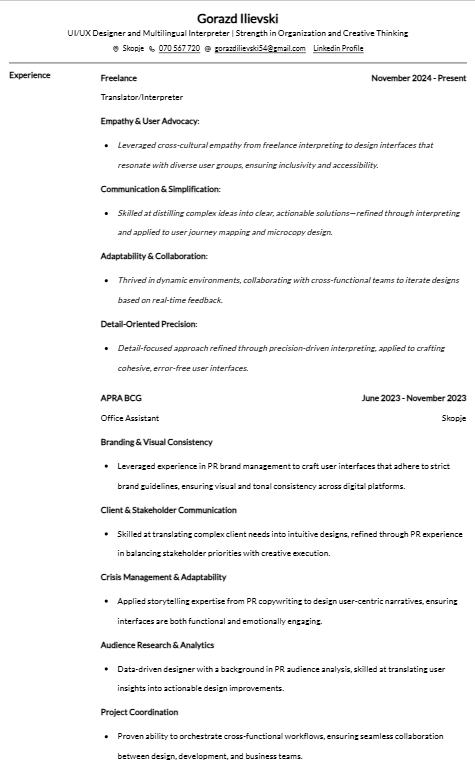 Gorazd Ilievski
UI/UX Designer and Multilingual Interpreter | Strength in Organization and Creative Thinking
Skopje 070 567 720 @ gorazdilievski54@gmail.com Linkedin Profile
Experience
Freelance November 2024 - Present
Translator/Interpreter
Empathy & User Advocacy:
• Leveraged cross-cultural empathy from freelance interpreting to design interfaces that
resonate with diverse user groups, ensuring inclusivity and accessibility.
Communication & Simplification:
• Skilled at distilling complex ideas into clear, actionable solutions—refined through interpreting
and applied to user journey mapping and microcopy design.
Adaptability & Collaboration:
• Thrived in dynamic environments, collaborating with cross-functional teams to iterate designs
based on real-time feedback.
Detail-Oriented Precision:
• Detail-focused approach refined through precision-driven interpreting, applied to crafting
cohesive, error-free user interfaces.
APRA BCG June 2023 - November 2023
Office Assistant Skopje
Branding & Visual Consistency
• Leveraged experience in PR brand management to craft user interfaces that adhere to strict
brand guidelines, ensuring visual and tonal consistency across digital platforms.
Client & Stakeholder Communication
• Skilled at translating complex client needs into intuitive designs, refined through PR experience
in balancing stakeholder priorities with creative execution.
Crisis Management & Adaptability
• Applied storytelling expertise from PR copywriting to design user-centric narratives, ensuring
interfaces are both functional and emotionally engaging.
Audience Research & Analytics
• Data-driven designer with a background in PR audience analysis, skilled at translating user
insights into actionable design improvements.
Project Coordination
• Proven ability to orchestrate cross-functional workflows, ensuring seamless collaboration
between design, development, and business teams.